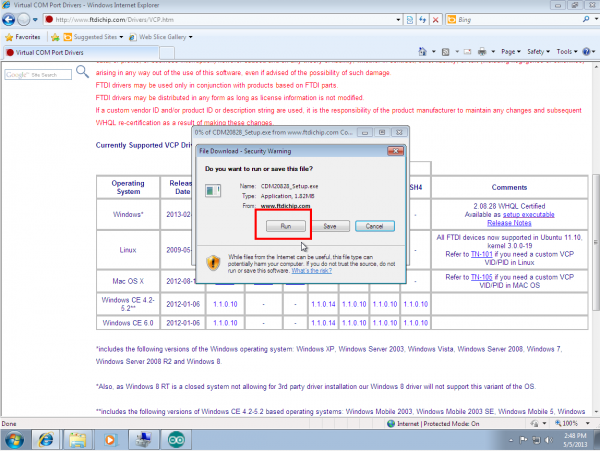 Virtual COM Port Drivers - Windows Internet Explorer
http://www.ftdichip.com/Drivers/VCP.htm
Bing
Favorites
Suggested Sites
Web Slice Gallery
Virtual COM Port Drivers
Page
Safety
Tools
Google Site Search
arising in any way out of the use of this software, even if advised of the possibility of such damage.
FTDI drivers may be used only in conjunction with products based on FTDI parts.
FTDI drivers may be distributed in any form as long as license information is not modified.
If a custom vendor ID and/or product ID or description string are used, it is the responsibility of the product manufacturer to maintain any changes and subsequent
WHQL re-certification as a result of making these changes.
Currently Supported VCP Driv
0% of CDM20828_Setup.exe from www.ftdichip.com Co...
File Download - Security Warning
Do you want to run or save this file?
Name: CDM20828_Setup.exe
Type: Application, 1.82MB
From: www.ftdichip.com
Run
Save
Cancel
While files from the Internet can be useful, this file type can
potentially harm your computer. If you do not trust the source, do not
run or save this software. What's the risk?
Operating System
Releas
Da
SH4
Comments
Windows*
2013-02-
2.08.28 WHQL Certified
Available as setup executable
Release Notes
Linux
2009-05-
All FTDI devices now supported in Ubuntu 11.10,
kernel 3.0.0-19
Refer to TN-101 if you need a custom VCP
VID/PID in Linux
Mac OS X
2012-08-
Refer to TN-105 if you need a custom VCP
VID/PID in MAC OS
Windows CE 4.2-5.2** 2012-01-06 1.1.0.10 - - 1.1.0.14 1.1.0.10 1.1.0.10 1.1.0.10
Windows CE 6.0 2012-01-06 1.1.0.10 - - 1.1.0.14 1.1.0.10 1.1.0.10 1.1.0.10
*includes the following versions of the Windows operating system: Windows XP, Windows Server 2003, Windows Vista, Windows Server 2008, Windows 7,
Windows Server 2008 R2 and Windows 8.
*Also, as Windows 8 RT is a closed system not allowing for 3rd party driver installation our Windows 8 driver will not support this variant of the OS.
**includes the following versions of Windows CE 4.2-5.2 based operating systems: Windows Mobile 2003, Windows Mobile 2003 SE, Windows Mobile 5, Windows
Done
Internet | Protected Mode: On
100%
2:48 PM
5/5/2013